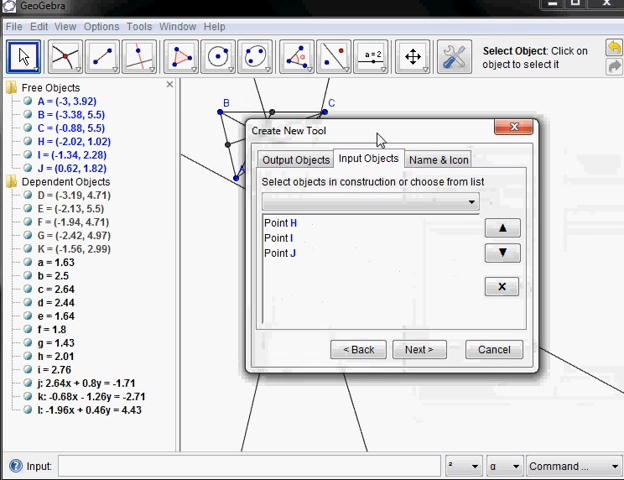 GeoGebra
File Edit View Options Tools Window Help
a = 2
Select Object: Click on
object to select it
Free Objects
A = (-3, 3.92)
B = (-3.38, 5.5)
C = (-0.88, 5.5)
H = (-2.02, 1.02)
I = (-1.34, 2.28)
J = (0.62, 1.82)
Dependent Objects
D = (-3.19, 4.71)
E = (-2.13, 5.5)
F = (-1.94, 4.71)
G = (-2.42, 4.97)
K = (-1.56, 2.99)
a = 1.63
b = 2.5
c = 2.64
d = 2.44
e = 1.64
f = 1.8
g = 1.43
h = 2.01
i = 2.76
j: 2.64x + 0.8y = -1.71
k: -0.68x - 1.26y = -2.71
l: -1.96x + 0.46y = 4.43
B
C
A
Create New Tool
Output Objects Input Objects Name & Icon
Select objects in construction or choose from list
Point H
Point I
Point J
< Back Next > Cancel
Input: ² α Command ...